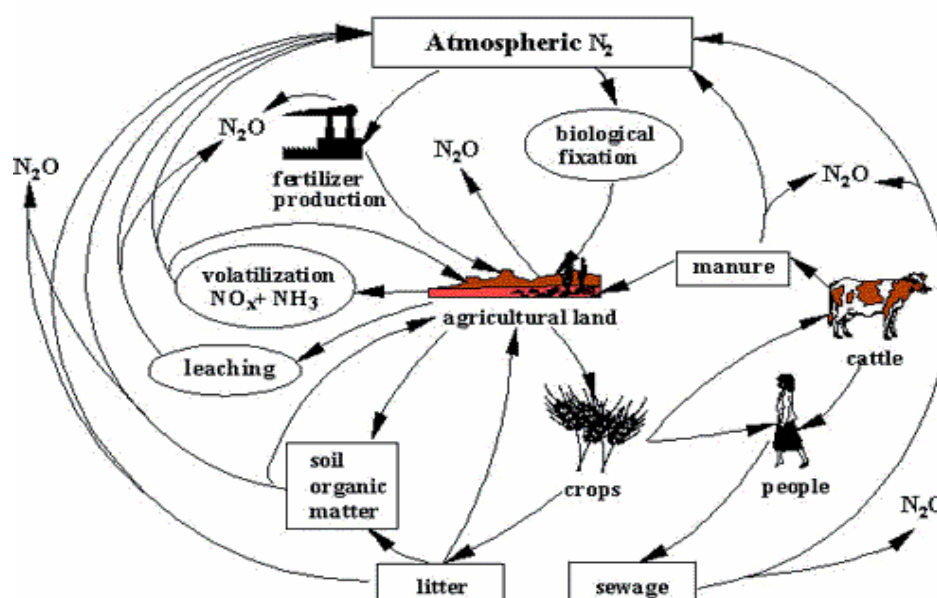 Atmospheric N₂
N₂O
N₂O
biological
fixation
N₂O
N₂O
fertilizer
production
volatilization
NOₓ+ NH₃
manure
agricultural land
leaching
cattle
soil
organic
matter
crops
people
N₂O
litter
sewage